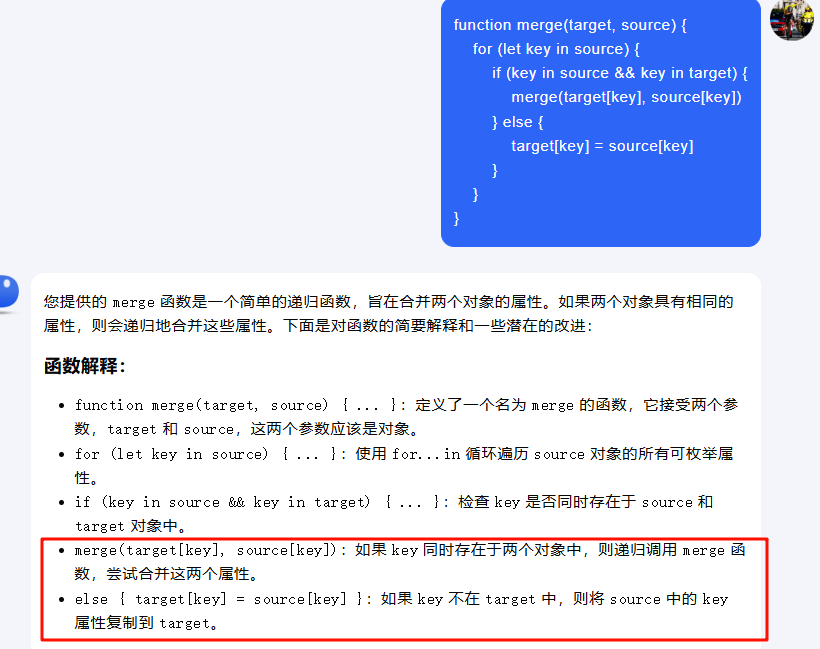 function merge(target, source) {
for (let key in source) {
if (key in source && key in target) {
merge(target[key], source[key])
} else {
target[key] = source[key]
}
}
}
您提供的 merge 函数是一个简单的递归函数，旨在合并两个对象的属性。如果两个对象具有相同的
属性，则会递归地合并这些属性。下面是对函数的简要解释和一些潜在的改进：
函数解释：
• function merge(target, source) { ... }：定义了一个名为 merge 的函数，它接受两个参
数，target 和 source，这两个参数应该是对象。
• for (let key in source) { ... }：使用 for...in 循环遍历 source 对象的所有可枚举属
性。
• if (key in source && key in target) { ... }：检查 key 是否同时存在于 source 和
target 对象中。
• merge(target[key], source[key])：如果 key 同时存在于两个对象中，则递归调用 merge 函
数，尝试合并这两个属性。
• else { target[key] = source[key] }：如果 key 不在 target 中，则将 source 中的 key
属性复制到 target。